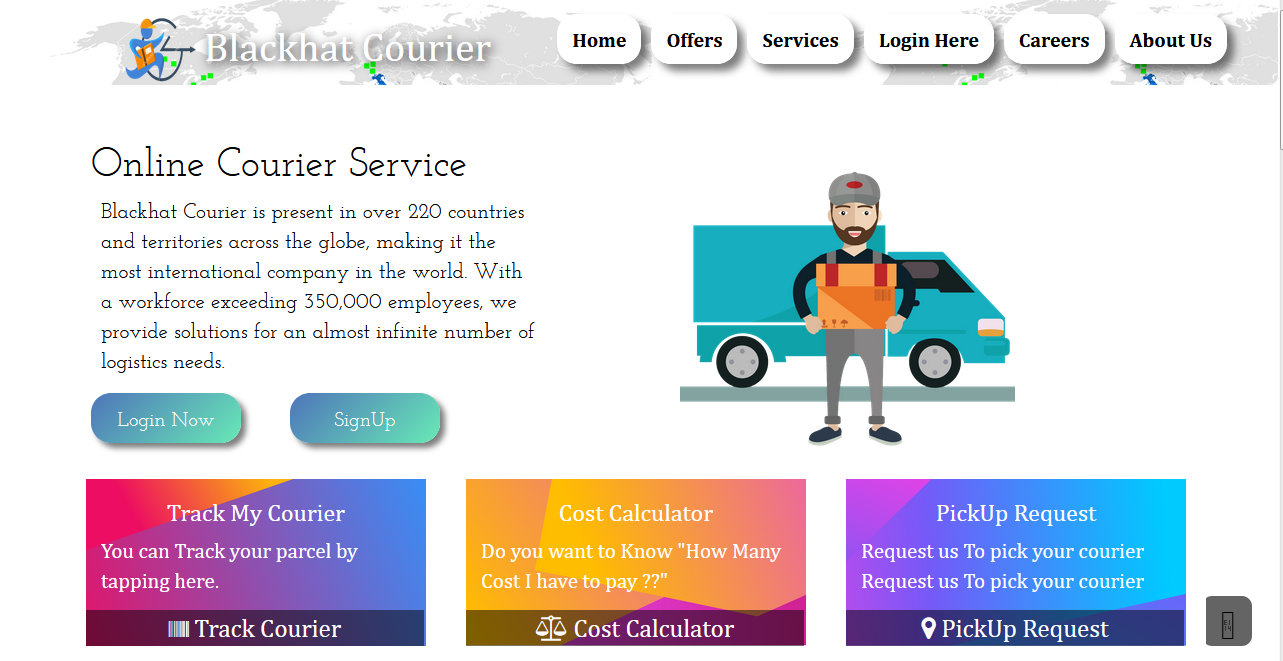 Blackhat Courier
Home
Offers
Services
Login Here
Careers
About Us
Online Courier Service
Blackhat Courier is present in over 220 countries
and territories across the globe, making it the
most international company in the world. With
a workforce exceeding 350,000 employees, we
provide solutions for an almost infinite number of
logistics needs.
Login Now
SignUp
Track My Courier
You can Track your parcel by
tapping here.
Track Courier
Cost Calculator
Do you want to Know "How Many
Cost I have to pay ??"
Cost Calculator
PickUp Request
Request us To pick your courier
Request us To pick your courier
PickUp Request